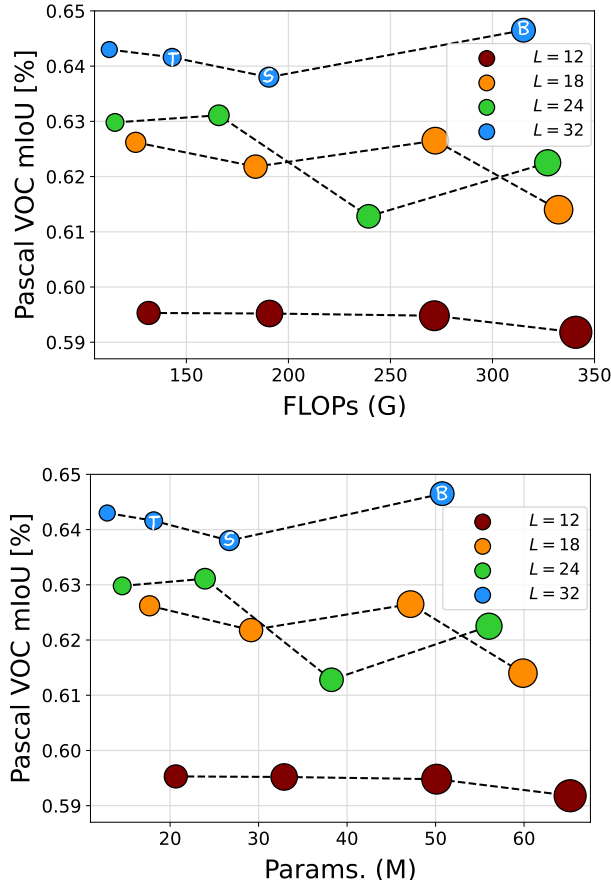 0.65
0.64
0.63
0.62
0.61
0.60
0.59
Pascal VOC mIoU [%]
T
S
B
L = 12
L = 18
L = 24
L = 32
150
200
250
300
350
FLOPs (G)
0.65
0.64
0.63
0.62
0.61
0.60
0.59
Pascal VOC mIoU [%]
T
S
B
L = 12
L = 18
L = 24
L = 32
20
30
40
50
60
Params. (M)